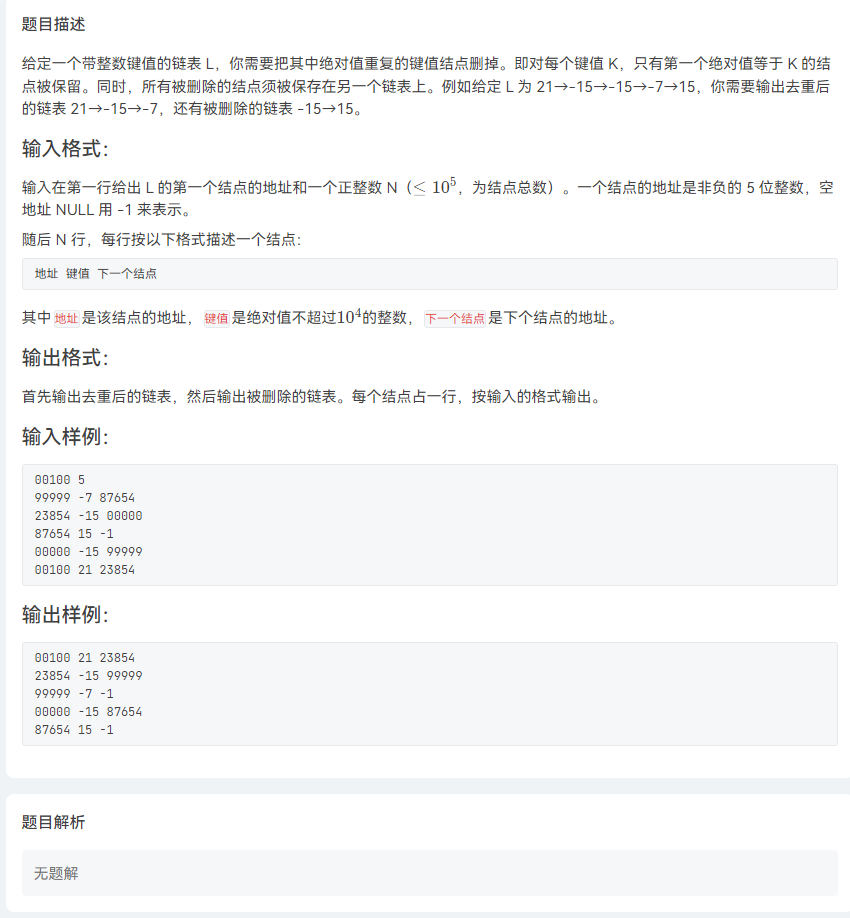 题目描述
给定一个带整数键值的链表 L，你需要把其中绝对值重复的键值结点删掉。即对每个键值 K，只有第一个绝对值等于 K 的结
点被保留。同时，所有被删除的结点须被保存在另一个链表上。例如给定 L 为 21→-15→-15→-7→15，你需要输出去重后
的链表 21→-15→-7，还有被删除的链表 -15→15。
输入格式：
输入在第一行给出 L 的第一个结点的地址和一个正整数 N（≤ 10^5，为结点总数）。一个结点的地址是非负的 5 位整数，空
地址 NULL 用 -1 来表示。
随后 N 行，每行按以下格式描述一个结点：
地址 键值 下一个结点
其中地址是该结点的地址，键值是绝对值不超过10^4的整数，下一个结点是下个结点的地址。
输出格式：
首先输出去重后的链表，然后输出被删除的链表。每个结点占一行，按输入的格式输出。
输入样例：
00100 5
99999 -7 87654
23854 -15 00000
87654 15 -1
00000 -15 99999
00100 21 23854
输出样例：
00100 21 23854
23854 -15 99999
99999 -7 -1
00000 -15 87654
87654 15 -1
题目解析
无题解